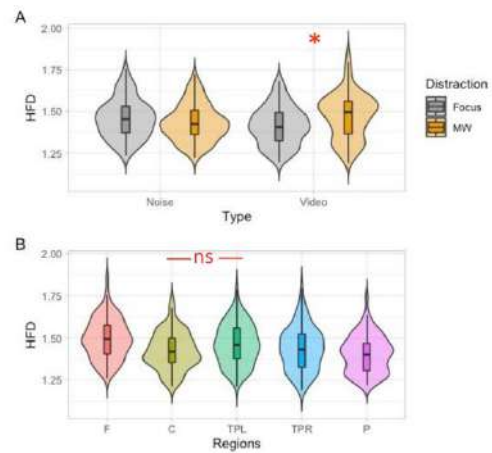 A
2.00
1.75
1.50
1.25
HFD
*
Noise
Video
Type
Distraction
Focus
MW
B
2.00
1.75
1.50
1.25
HFD
ns
F
C
TPL
TPR
P
Regions